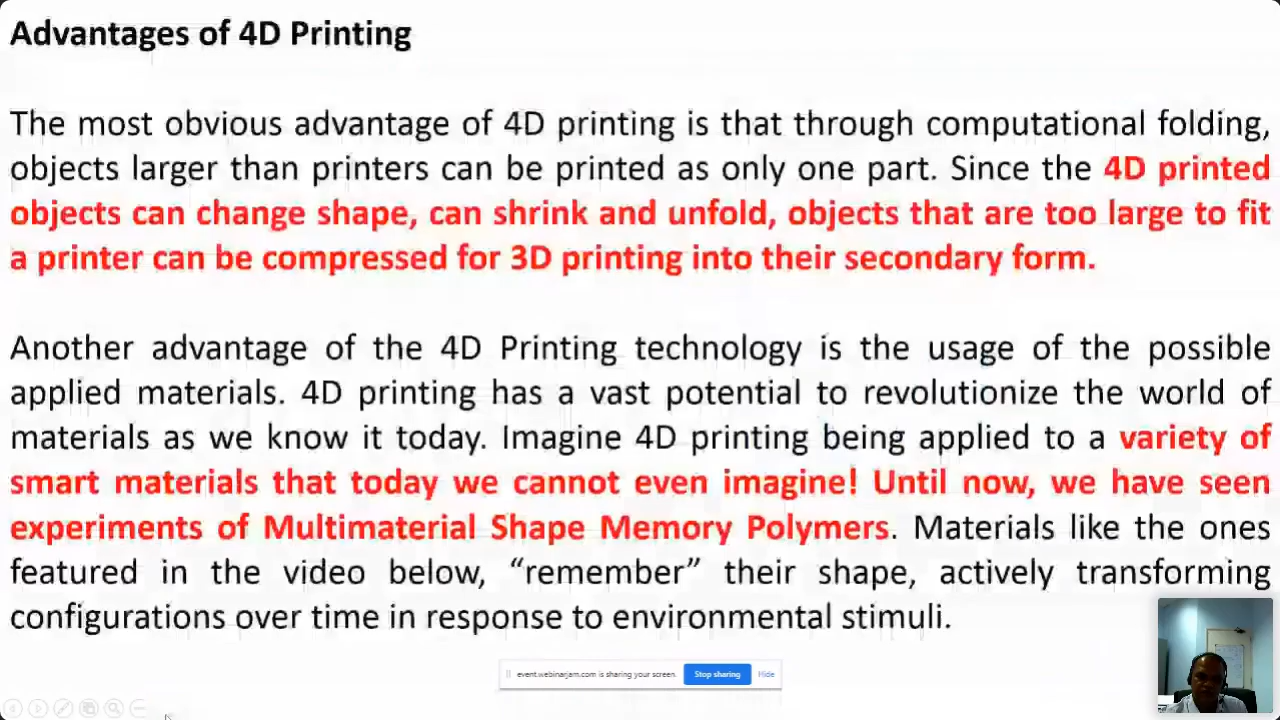 Advantages of 4D Printing
The most obvious advantage of 4D printing is that through computational folding,
objects larger than printers can be printed as only one part. Since the 4D printed
objects can change shape, can shrink and unfold, objects that are too large to fit
a printer can be compressed for 3D printing into their secondary form.
Another advantage of the 4D Printing technology is the usage of the possible
applied materials. 4D printing has a vast potential to revolutionize the world of
materials as we know it today. Imagine 4D printing being applied to a variety of
smart materials that today we cannot even imagine! Until now, we have seen
experiments of Multimaterial Shape Memory Polymers. Materials like the ones
featured in the video below, “remember” their shape, actively transforming
configurations over time in response to environmental stimuli.
event.webinarjam.com is sharing your screen. Stop sharing Hide